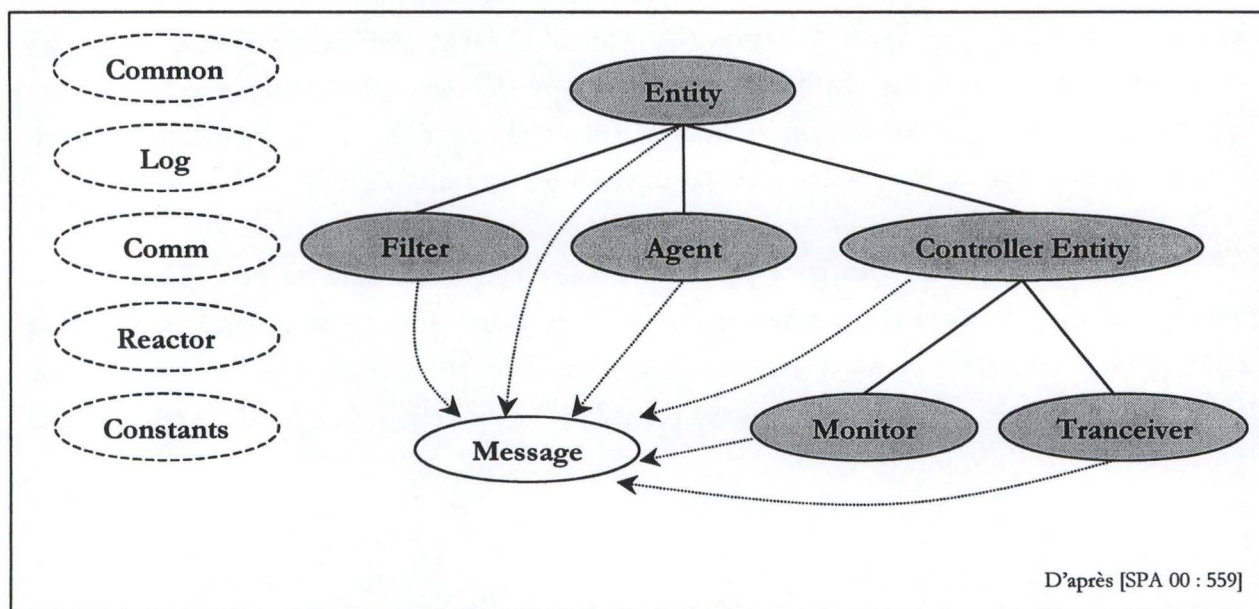 Common
Entity
Log
Comm
Filter
Agent
Controller Entity
Reactor
Constants
Message
Monitor
Tranceiver
D'après [SPA 00 : 559]